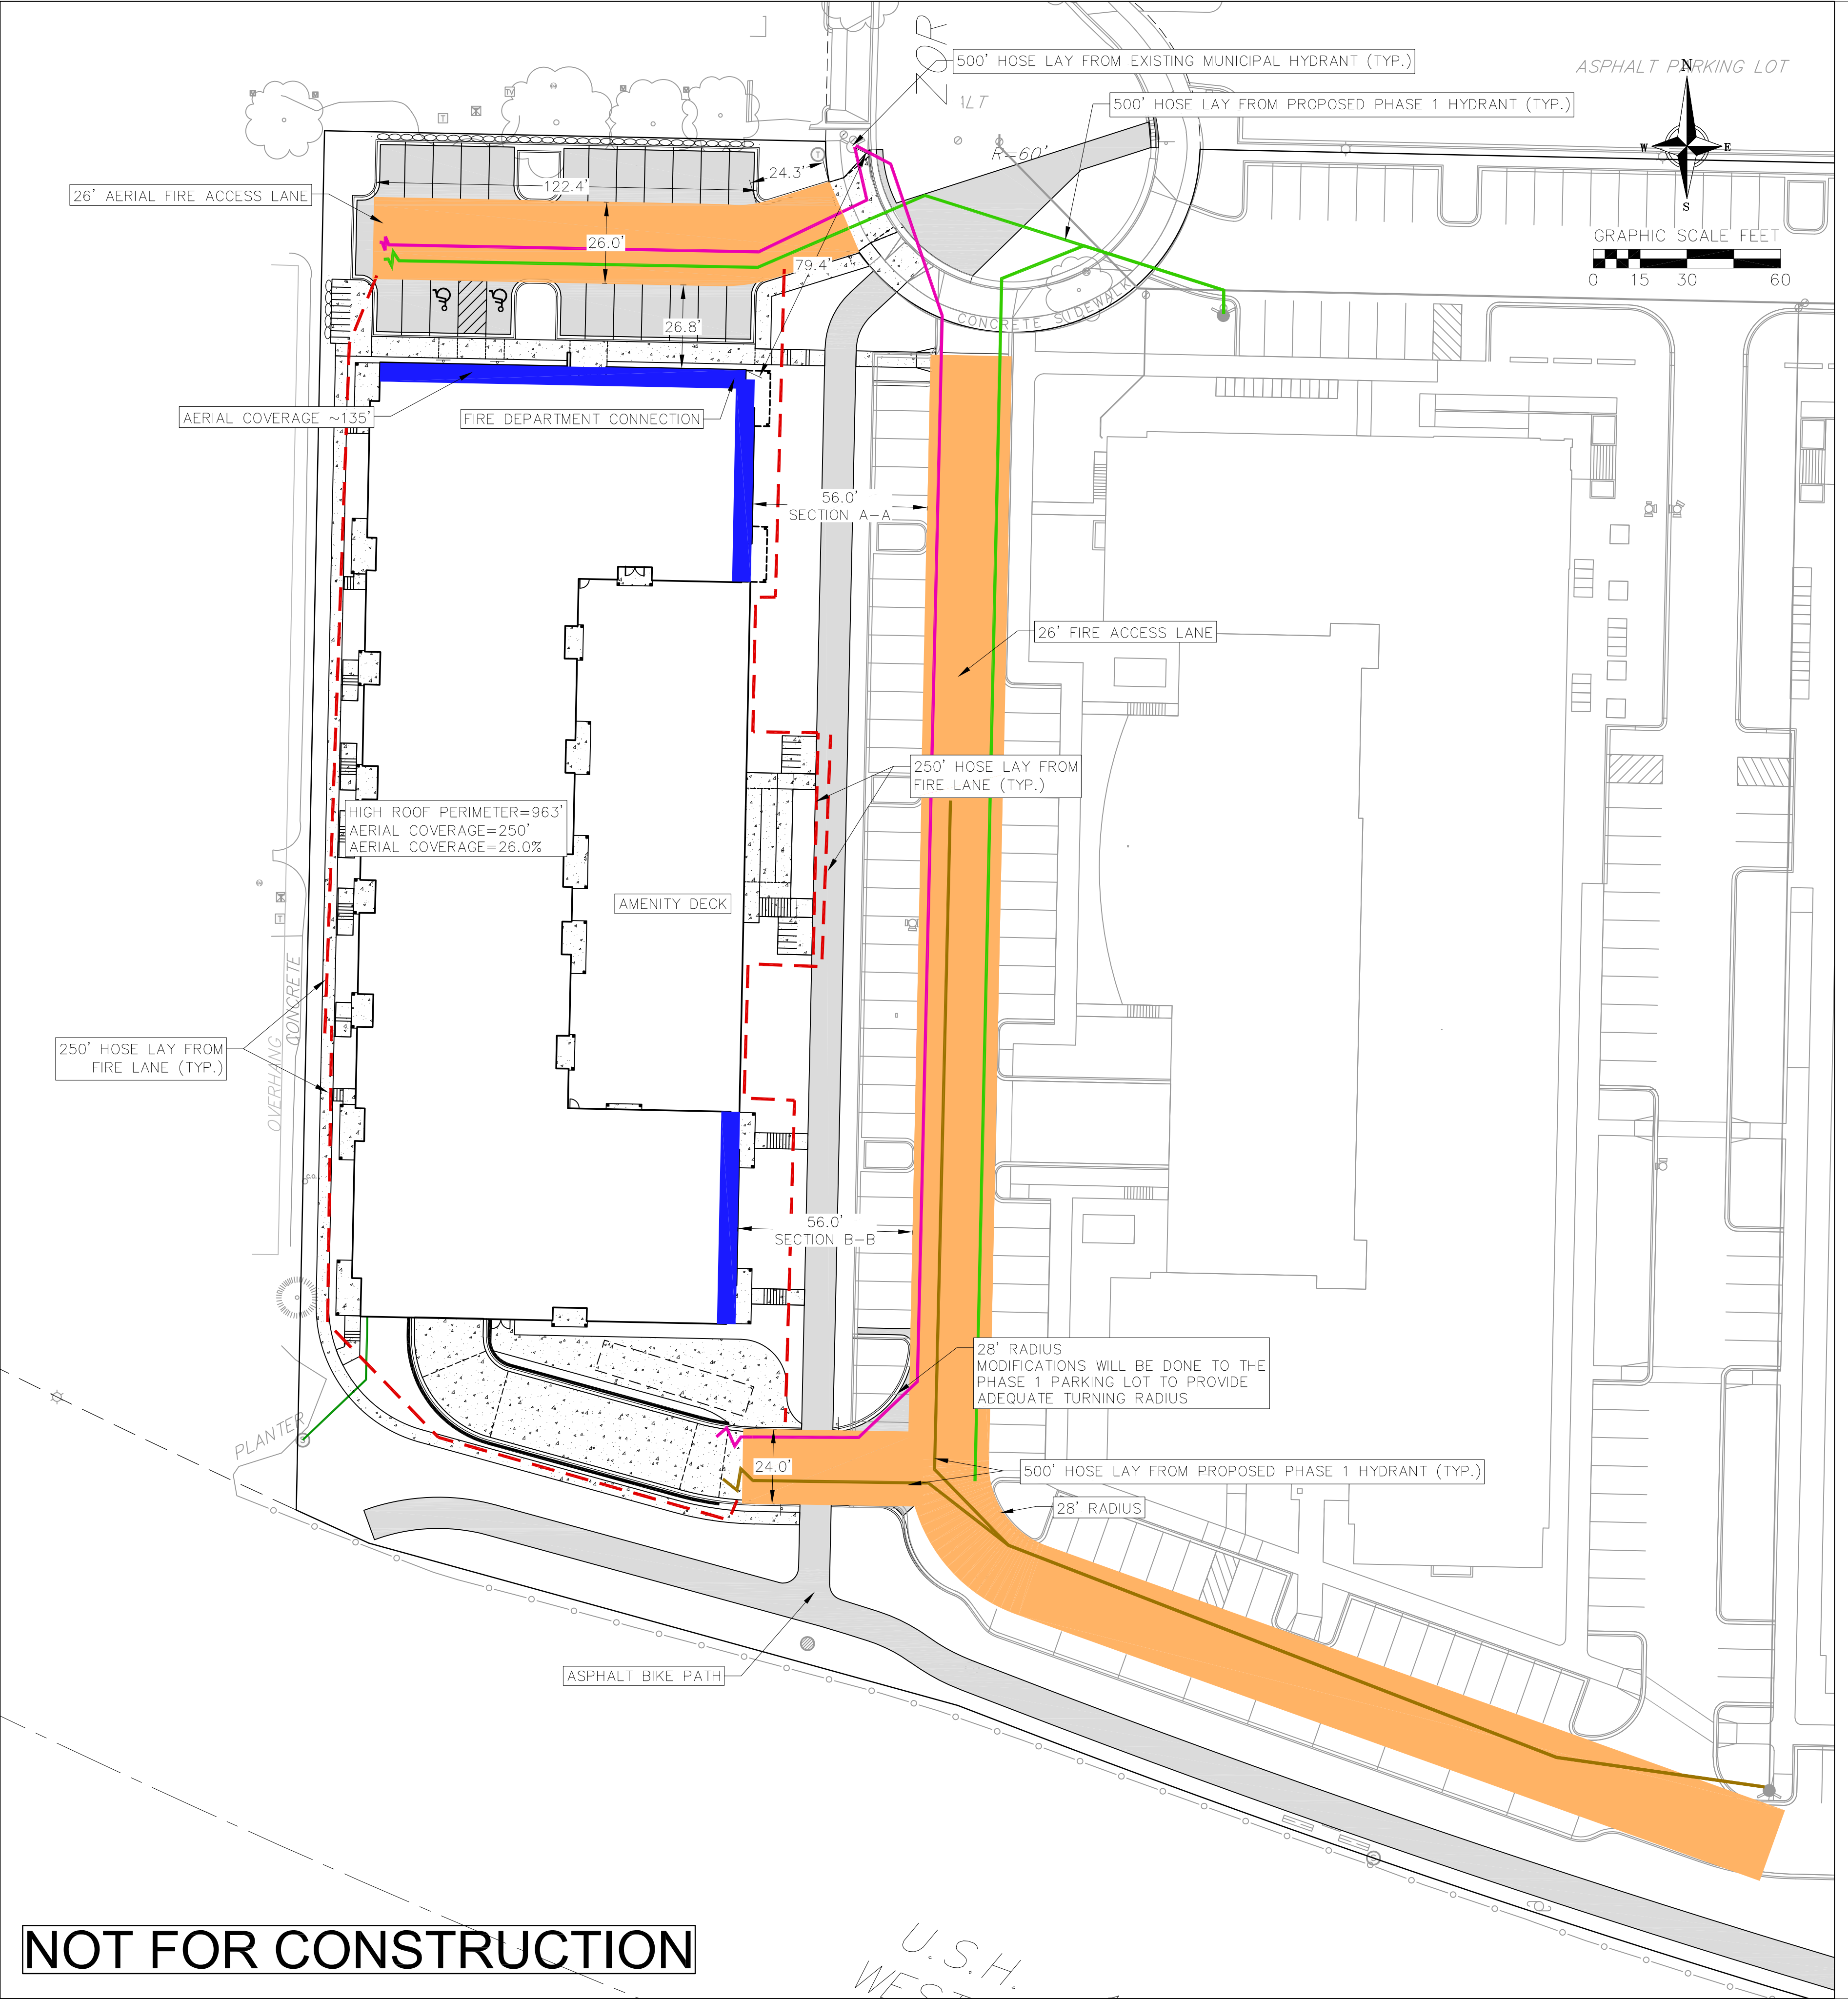 ZOR
500' HOSE LAY FROM EXISTING MUNICIPAL HYDRANT (TYP.)
ASPHALT PARKING LOT
N
W E
S
ALT
500' HOSE LAY FROM PROPOSED PHASE 1 HYDRANT (TYP.)
TV
T
T
R=60'
24.3'
122.4'
26' AERIAL FIRE ACCESS LANE
26.0'
GRAPHIC SCALE FEET
0 15 30 60
79.4'
CONCRETE SIDEWALK
26.8'
AERIAL COVERAGE ~135'
FIRE DEPARTMENT CONNECTION
56.0'
SECTION A-A
26' FIRE ACCESS LANE
250' HOSE LAY FROM
FIRE LANE (TYP.)
HIGH ROOF PERIMETER=963'
AERIAL COVERAGE=250'
AERIAL COVERAGE=26.0%
AMENITY DECK
T
CONCRETE
OVERHANG
250' HOSE LAY FROM
FIRE LANE (TYP.)
56.0'
SECTION B-B
28' RADIUS
MODIFICATIONS WILL BE DONE TO THE
PHASE 1 PARKING LOT TO PROVIDE
ADEQUATE TURNING RADIUS
PLANTER
24.0'
500' HOSE LAY FROM PROPOSED PHASE 1 HYDRANT (TYP.)
28' RADIUS
ASPHALT BIKE PATH
NOT FOR CONSTRUCTION
U.S.H.